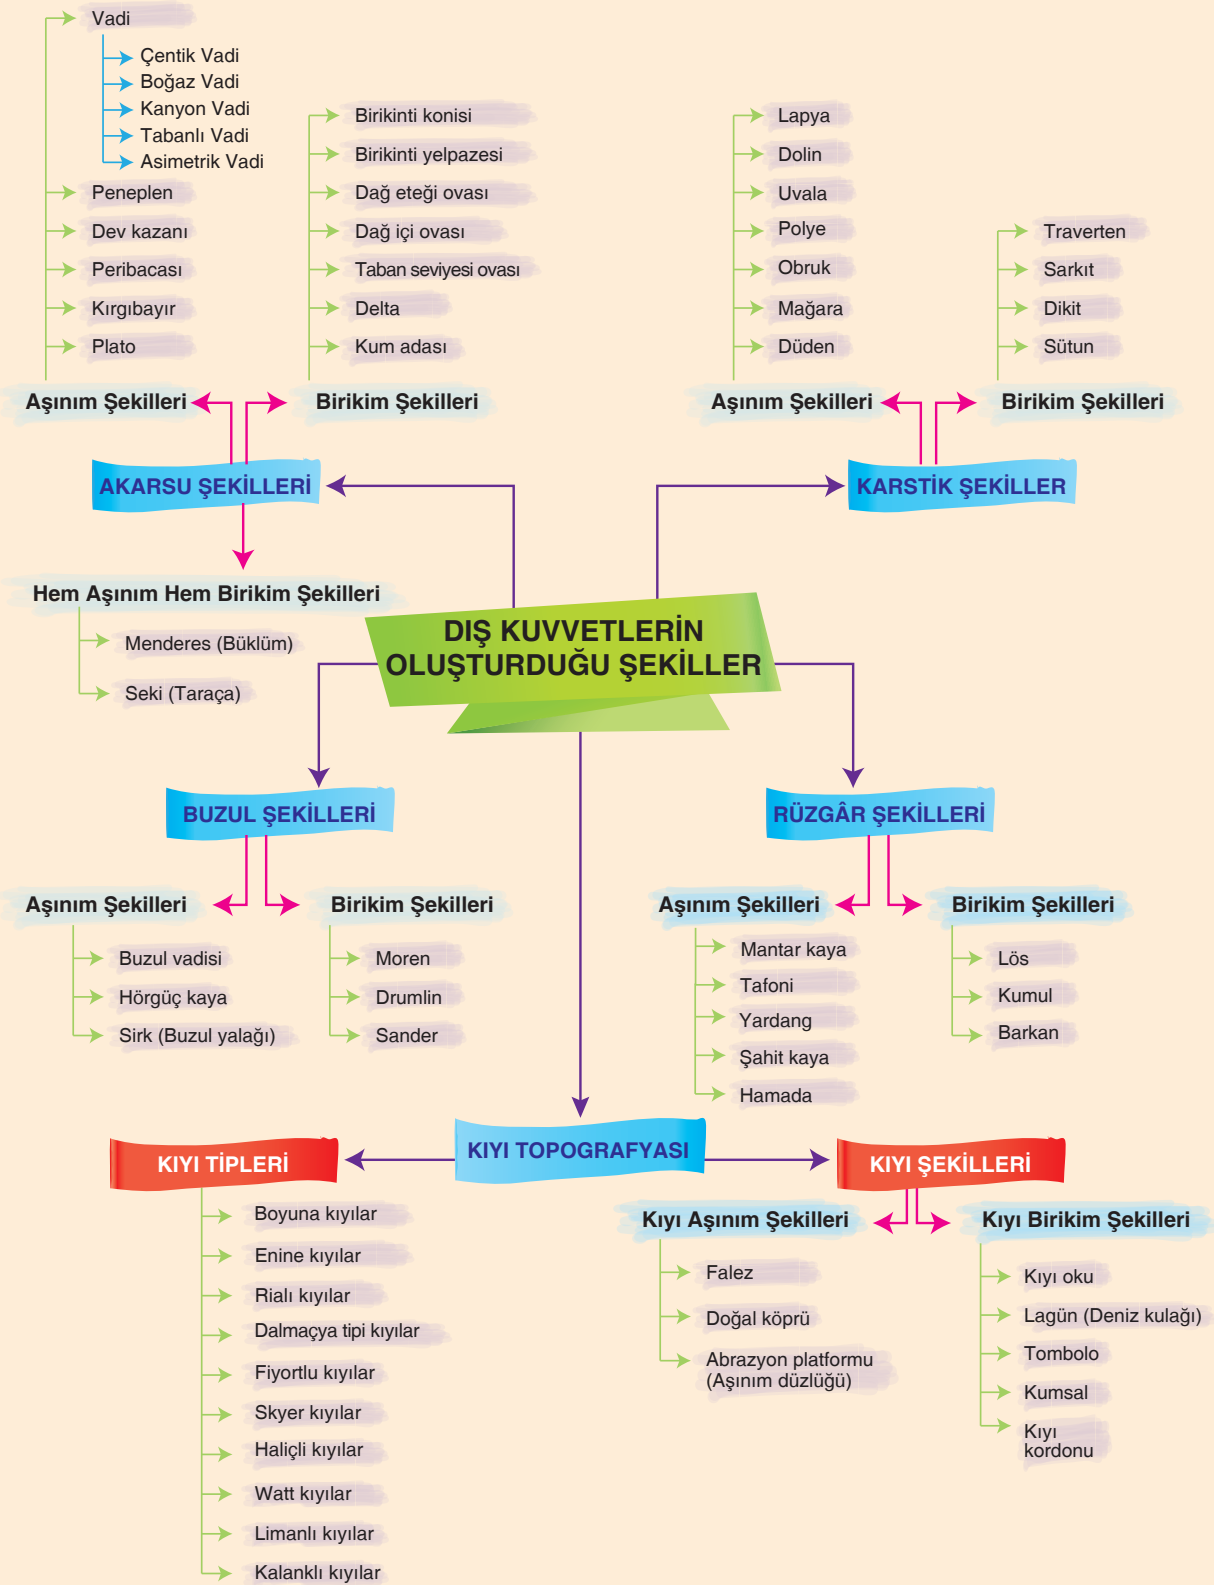 Vadi
Çentik Vadi
Boğaz Vadi
Kanyon Vadi
Tabanlı Vadi
Asimetrik Vadi
Peneplen
Dev kazanı
Peribacası
Kırgıbayır
Plato
Aşınım Şekilleri
Birikinti konisi
Birikinti yelpazesi
Dağ eteği ovası
Dağ içi ovası
Taban seviyesi ovası
Delta
Kum adası
Birikim Şekilleri
AKARSU ŞEKİLLERİ
Hem Aşınım Hem Birikim Şekilleri
Menderes (Büklüm)
Seki (Taraça)
Lapya
Dolin
Uvala
Polye
Obruk
Mağara
Düden
Aşınım Şekilleri
Traverten
Sarkıt
Dikit
Sütun
Birikim Şekilleri
KARSTİK ŞEKİLLER
DIŞ KUVVETLERİN
OLUŞTURDUĞU ŞEKİLLER
BUZUL ŞEKİLLERİ
Aşınım Şekilleri
Buzul vadisi
Hörgüç kaya
Sirk (Buzul yalağı)
Birikim Şekilleri
Moren
Drumlin
Sander
RÜZGÂR ŞEKİLLERİ
Aşınım Şekilleri
Mantar kaya
Tafoni
Yardang
Şahit kaya
Hamada
Birikim Şekilleri
Lös
Kumul
Barkan
KIYI TOPOGRAFYASI
KIYI TİPLERİ
Boyuna kıyılar
Enine kıyılar
Rialı kıyılar
Dalmaçya tipi kıyılar
Fiyortlu kıyılar
Skyer kıyılar
Haliçli kıyılar
Watt kıyılar
Limanlı kıyılar
Kalanklı kıyılar
KIYI ŞEKİLLERİ
Kıyı Aşınım Şekilleri
Falez
Doğal köprü
Abrazyon platformu
(Aşınım düzlüğü)
Kıyı Birikim Şekilleri
Kıyı oku
Lagün (Deniz kulağı)
Tombolo
Kumsal
Kıyı
kordonu